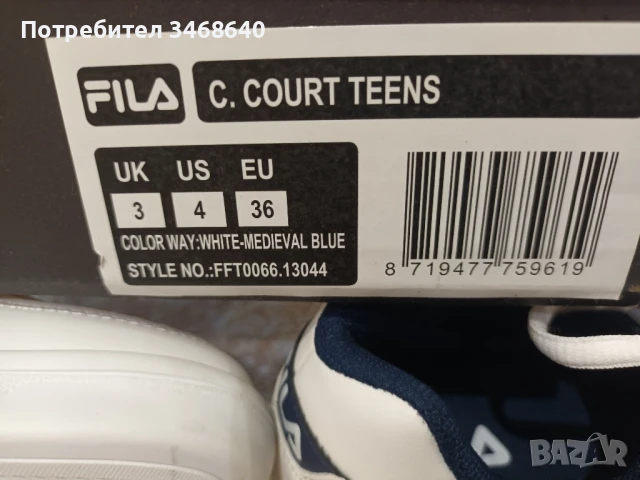 Потребител 3468640
FILA C. COURT TEENS
UK US EU
3 4 36
COLOR WAY:WHITE-MEDIEVAL BLUE
STYLE NO.:FFT0066.13044
8 719477 759619
BAZAR